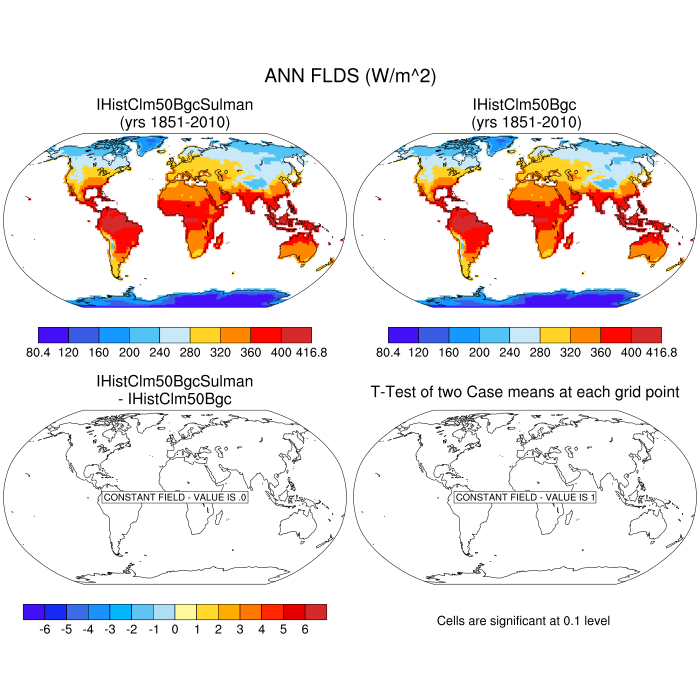 ANN FLDS (W/m^2)
IHistClm50BgcSulman
(yrs 1851-2010)
IHistClm50Bgc
(yrs 1851-2010)
80.4 120 160 200 240 280 320 360 400 416.8
80.4 120 160 200 240 280 320 360 400 416.8
IHistClm50BgcSulman
- IHistClm50Bgc
T-Test of two Case means at each grid point
CONSTANT FIELD - VALUE IS .0
CONSTANT FIELD - VALUE IS 1
-6 -5 -4 -3 -2 -1 0 1 2 3 4 5 6
Cells are significant at 0.1 level